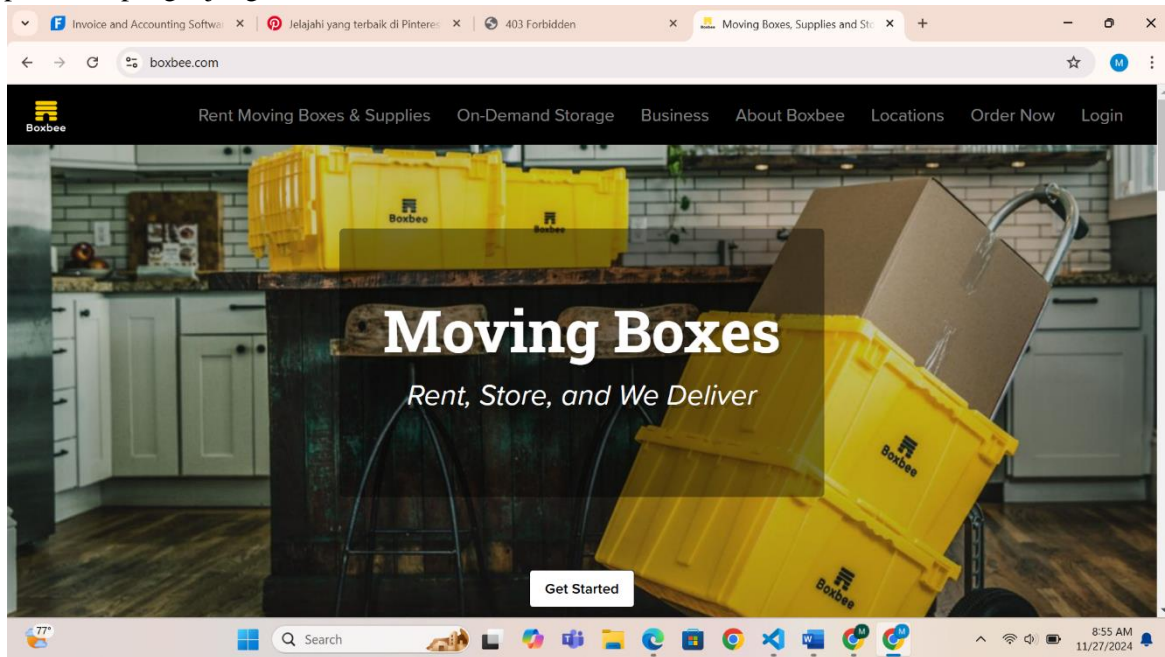 Invoice and Accounting Softwa
Jelajahi yang terbaik di Pinteres
403 Forbidden
Moving Boxes, Supplies and Sto
boxbee.com
M
Boxbee
Rent Moving Boxes & Supplies
On-Demand Storage
Business
About Boxbee
Locations
Order Now
Login
Boxbee
Boxbee
Moving Boxes
Rent, Store, and We Deliver
Boxbee
Boxbee
Get Started
77°
Search
8:55 AM
11/27/2024